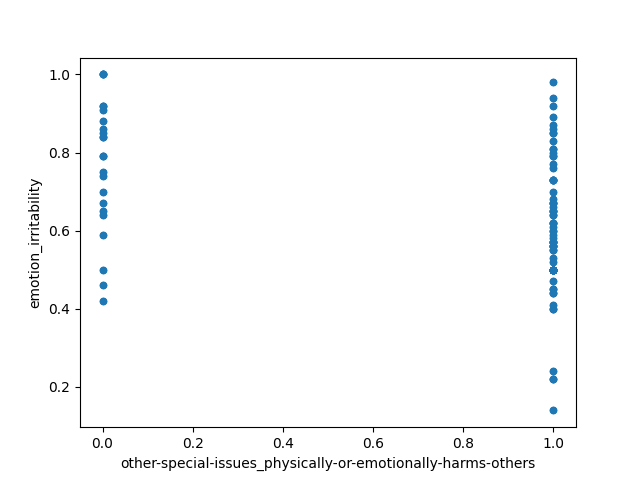 1.0
0.8
0.6
0.4
0.2
emotion_irritability
0.0 0.2 0.4 0.6 0.8 1.0
other-special-issues_physically-or-emotionally-harms-others